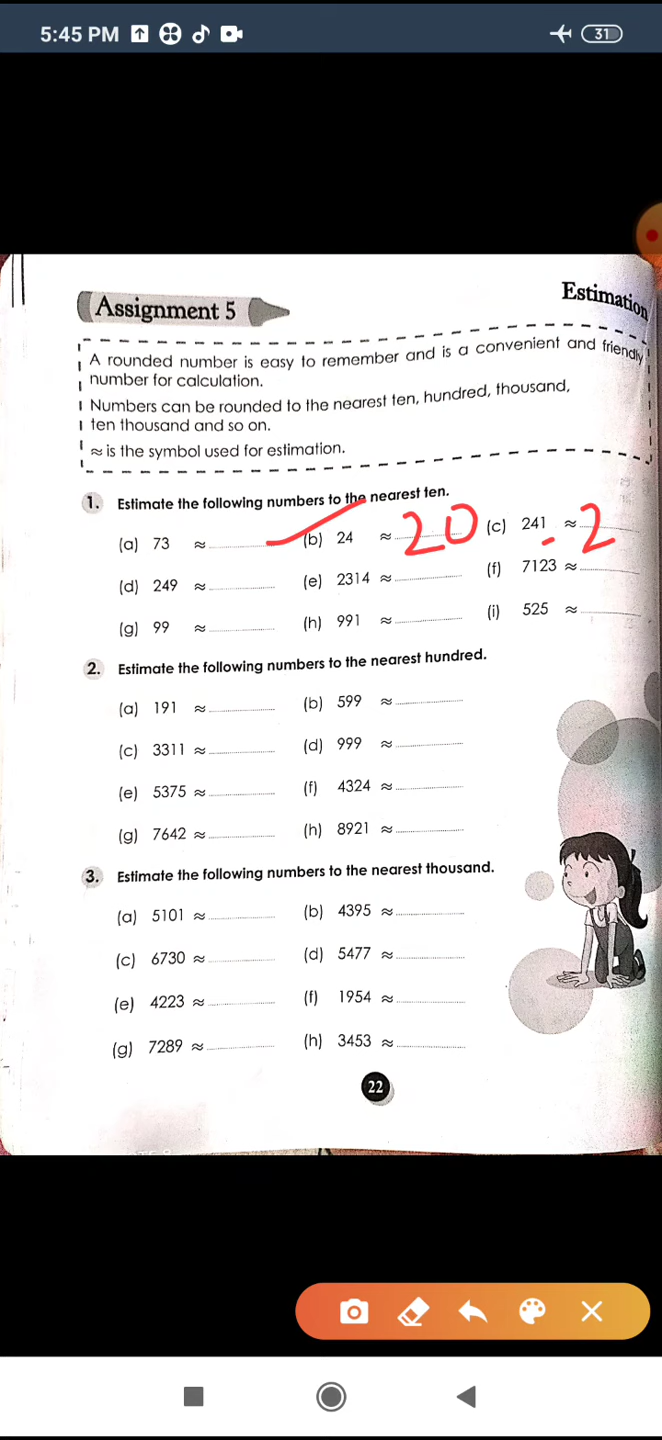 5:45 PM
31
Assignment 5
Estimation
A rounded number is easy to remember and is a convenient and friendly
number for calculation.
Numbers can be rounded to the nearest ten, hundred, thousand,
ten thousand and so on.
≈ is the symbol used for estimation.
1. Estimate the following numbers to the nearest ten.
(a) 73 ≈ (b) 24 ≈ 20 (c) 241 ≈ 2
(d) 249 ≈ (e) 2314 ≈ (f) 7123 ≈
(g) 99 ≈ (h) 991 ≈ (i) 525 ≈
2. Estimate the following numbers to the nearest hundred.
(a) 191 ≈ (b) 599 ≈
(c) 3311 ≈ (d) 999 ≈
(e) 5375 ≈ (f) 4324 ≈
(g) 7642 ≈ (h) 8921 ≈
3. Estimate the following numbers to the nearest thousand.
(a) 5101 ≈ (b) 4395 ≈
(c) 6730 ≈ (d) 5477 ≈
(e) 4223 ≈ (f) 1954 ≈
(g) 7289 ≈ (h) 3453 ≈
22